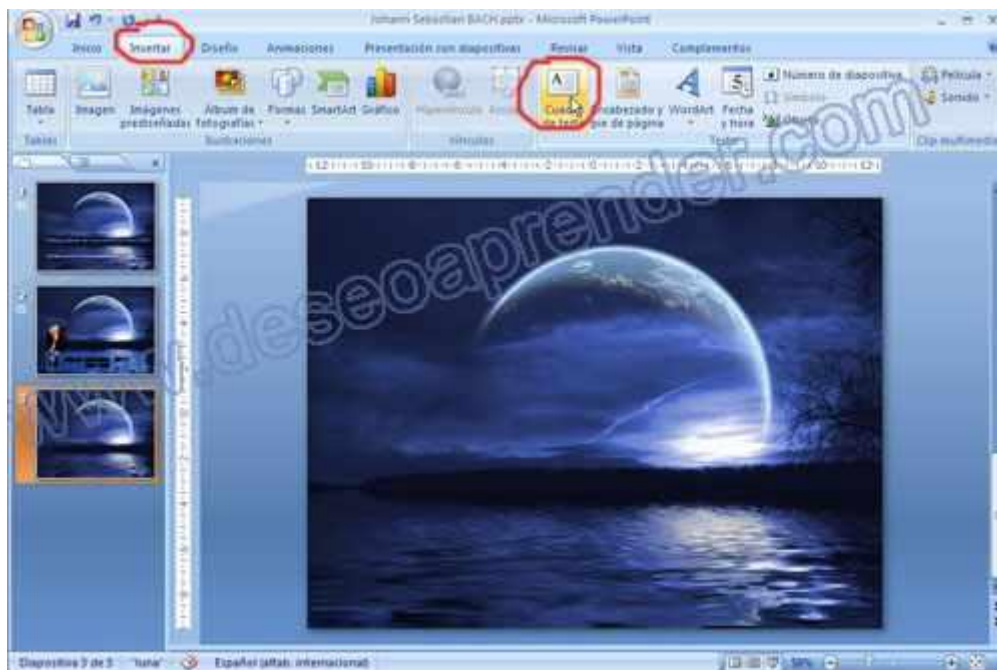 Johann Sebastian BACH.pptx - Microsoft PowerPoint
Inicio Insertar Diseño Animaciones Presentación con diapositivas Revisar Vista Complementos
Tabla Imagen Imágenes prediseñadas Álbum de fotografías Formas SmartArt Gráfico Hipervínculo Cuadro de texto Encabezado y pie de página WordArt Fecha y hora
Número de diapositiva
Símbolo
Objeto
Película
Sonido
Tablas Ilustraciones Vínculos Texto Clip multimedia
www.deseoaprender.com
Diapositiva 3 de 3 "luna" Español (alfab. internacional)